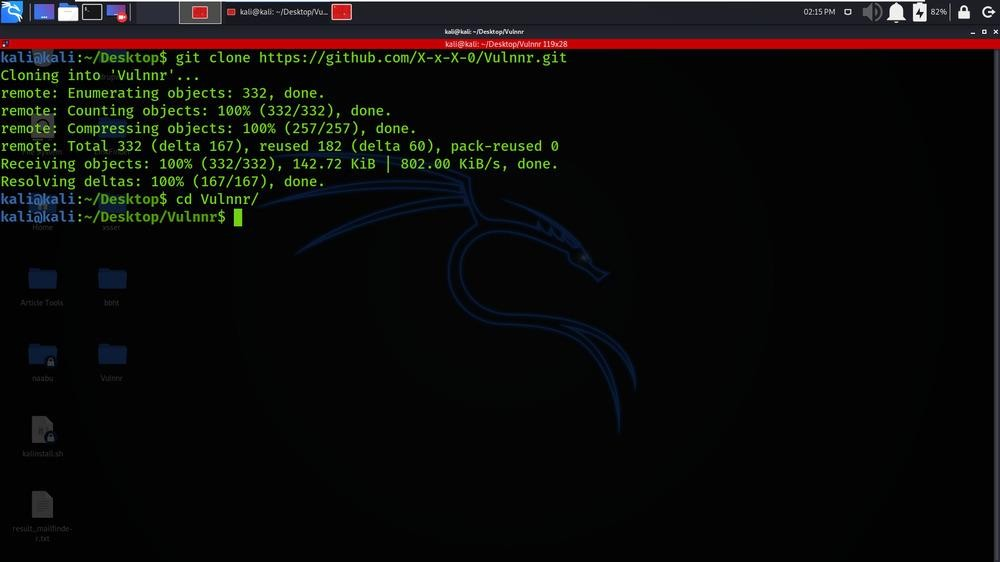 kali@kali: ~/Desktop/Vu...
02:15 PM
82%
kali@kali: ~/Desktop/Vulnnr
kali@kali: ~/Desktop/Vulnnr 119x28
kali@kali:~/Desktop$ git clone https://github.com/X-x-X-0/Vulnnr.git
Cloning into 'Vulnnr'...
remote: Enumerating objects: 332, done.
remote: Counting objects: 100% (332/332), done.
remote: Compressing objects: 100% (257/257), done.
remote: Total 332 (delta 167), reused 182 (delta 60), pack-reused 0
Receiving objects: 100% (332/332), 142.72 KiB | 802.00 KiB/s, done.
Resolving deltas: 100% (167/167), done.
kali@kali:~/Desktop$ cd Vulnnr/
kali@kali:~/Desktop/Vulnnr$
Home
xsser
Article Tools
bbht
naabu
Vulnnr
kalinstall.sh
result_mailfinde-
r.txt